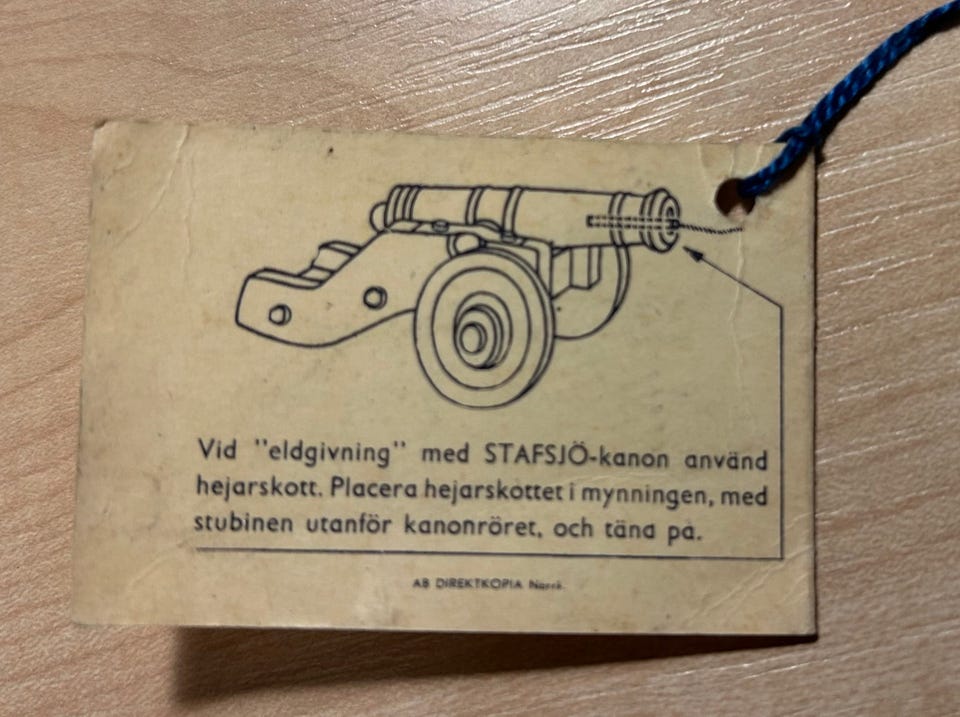 Vid "eldgivning" med STAFSJÖ-kanon använd
hejarskott. Placera hejarskottet i mynningen, med
stubinen utanför kanonröret, och tänd på.
AB DIREKTKOPIA